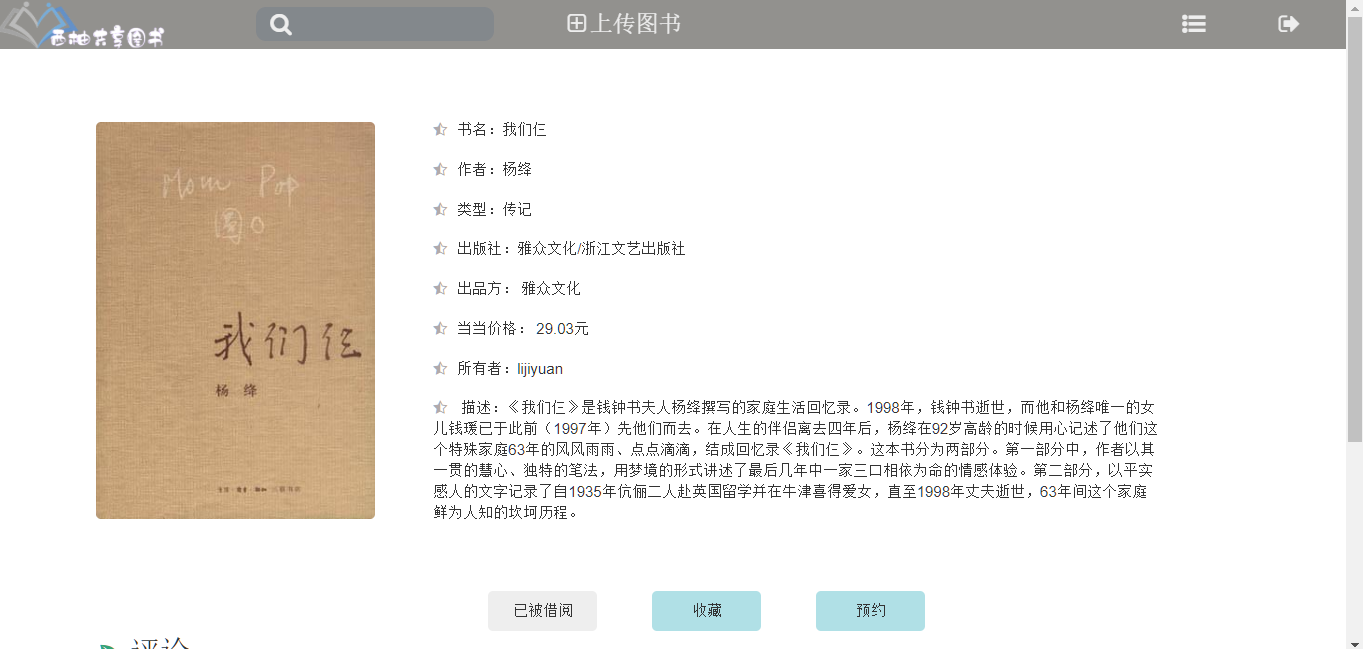 西柚共享图书
上传图书
Mom Pop
圆O
我们仨
杨 绛
生活·读书·新知 三联书店
书名：我们仨
作者：杨绛
类型：传记
出版社：雅众文化/浙江文艺出版社
出品方： 雅众文化
当当价格： 29.03元
所有者：lijiyuan
描述：《我们仨》是钱钟书夫人杨绛撰写的家庭生活回忆录。1998年，钱钟书逝世，而他和杨绛唯一的女
儿钱瑗已于此前（1997年）先他们而去。在人生的伴侣离去四年后，杨绛在92岁高龄的时候用心记述了他们这
个特殊家庭63年的风风雨雨、点点滴滴，结成回忆录《我们仨》。这本书分为两部分。第一部分中，作者以其
一贯的慧心、独特的笔法，用梦境的形式讲述了最后几年中一家三口相依为命的情感体验。第二部分，以平实
感人的文字记录了自1935年伉俪二人赴英国留学并在牛津喜得爱女，直至1998年丈夫逝世，63年间这个家庭
鲜为人知的坎坷历程。
已被借阅
收藏
预约
评论